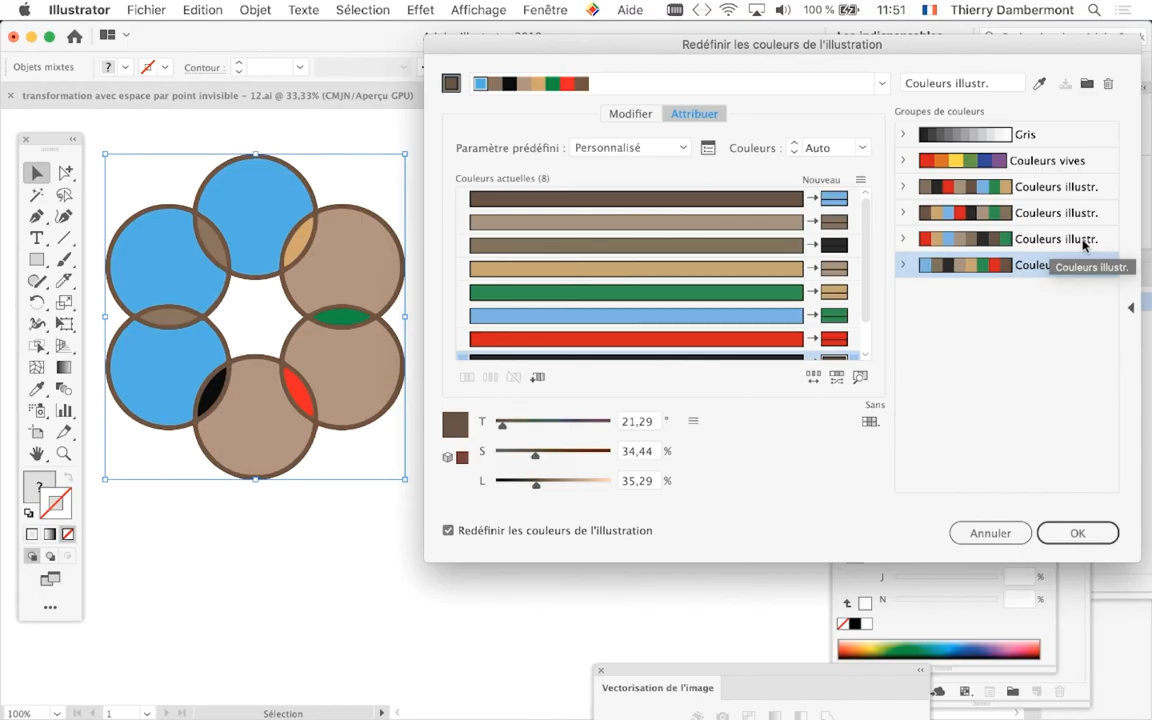 Illustrator Fichier Edition Objet Texte Sélection Effet Affichage Fenêtre Aide 100 % 11:51 Thierry Dambermont
Redéfinir les couleurs de l'illustration
Objets mixtes ? Contour :
Couleurs illustr.
× transformation avec espace par point invisible – 12.ai @ 33,33% (CMJN/Aperçu GPU)
Groupes de couleurs
Modifier Attribuer
Gris
Paramètre prédéfini : Personnalisé Couleurs : Auto
Couleurs vives
Couleurs actuelles (8) Nouveau
Couleurs illustr.
Couleurs illustr.
Couleurs illustr.
Couleurs illustr.
Sans
T 21,29 °
S 34,44 %
L 35,29 %
?
Redéfinir les couleurs de l'illustration
Annuler OK
J %
N %
Vectorisation de l'image
100% 1 Sélection